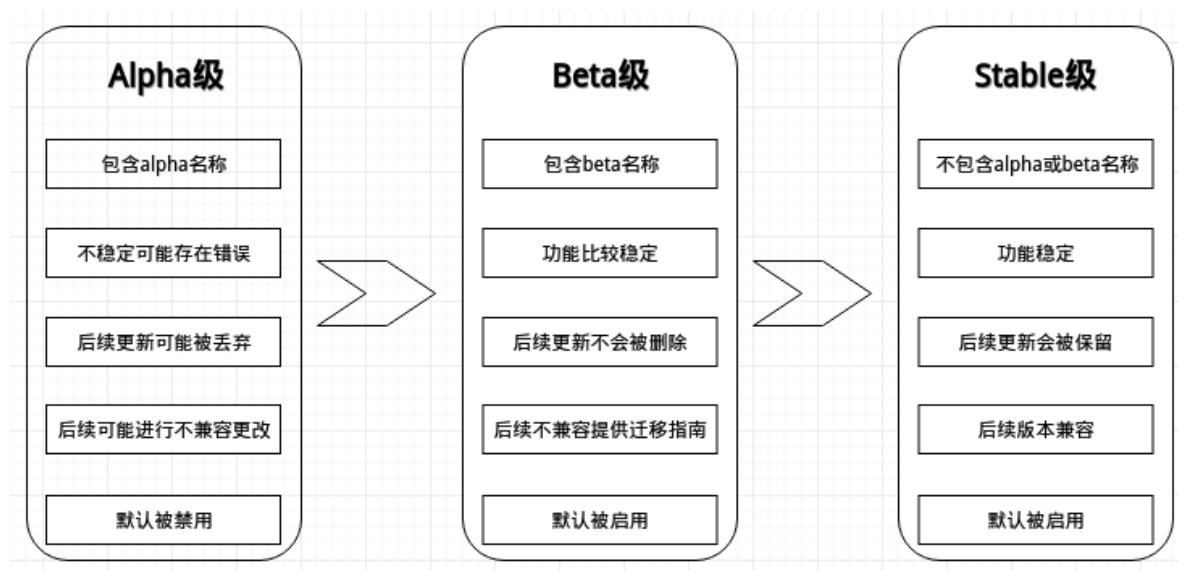 Alpha级
包含alpha名称
不稳定可能存在错误
后续更新可能被丢弃
后续可能进行不兼容更改
默认被禁用
Beta级
包含beta名称
功能比较稳定
后续更新不会被删除
后续不兼容提供迁移指南
默认被启用
Stable级
不包含alpha或beta名称
功能稳定
后续更新会被保留
后续版本兼容
默认被启用